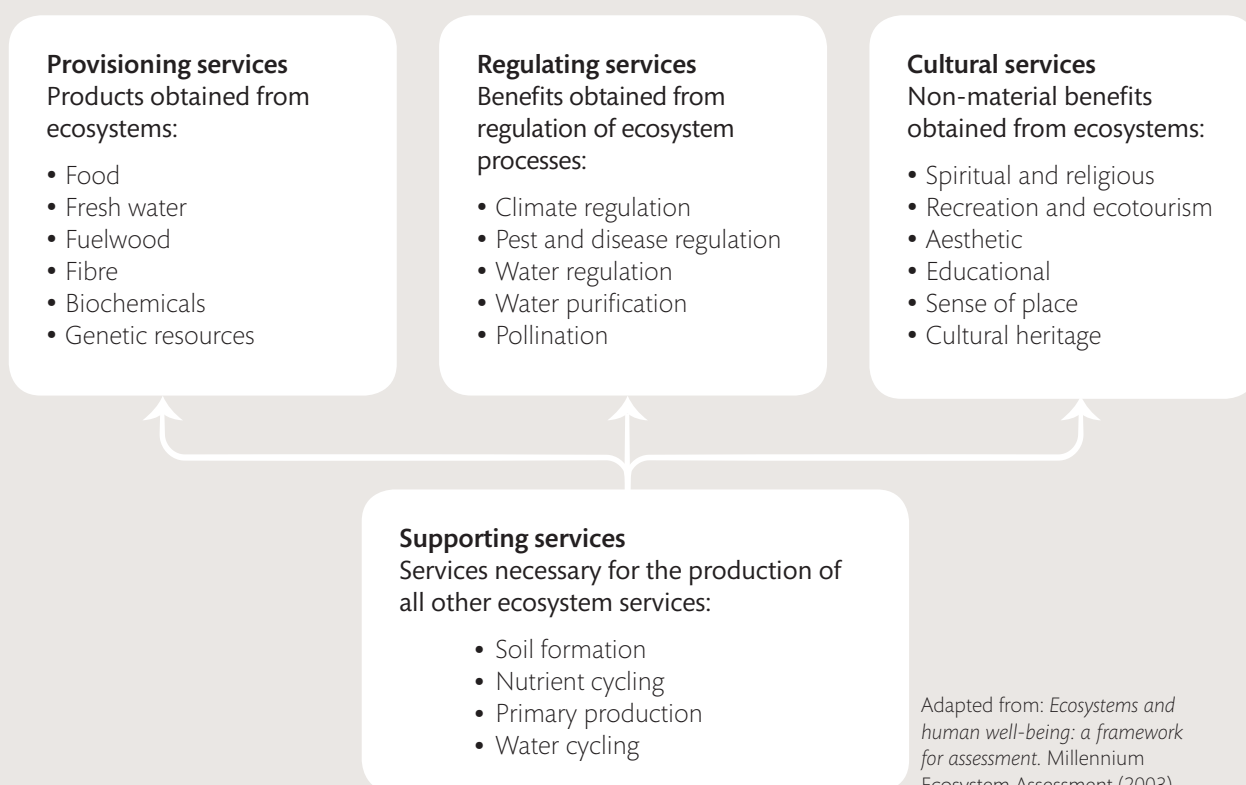 Provisioning services
Products obtained from
ecosystems:
• Food
• Fresh water
• Fuelwood
• Fibre
• Biochemicals
• Genetic resources
Regulating services
Benefits obtained from
regulation of ecosystem
processes:
• Climate regulation
• Pest and disease regulation
• Water regulation
• Water purification
• Pollination
Cultural services
Non-material benefits
obtained from ecosystems:
• Spiritual and religious
• Recreation and ecotourism
• Aesthetic
• Educational
• Sense of place
• Cultural heritage
Supporting services
Services necessary for the production of
all other ecosystem services:
• Soil formation
• Nutrient cycling
• Primary production
• Water cycling
Adapted from: Ecosystems and
human well-being: a framework
for assessment. Millennium
Ecosystem Assessment (2003)